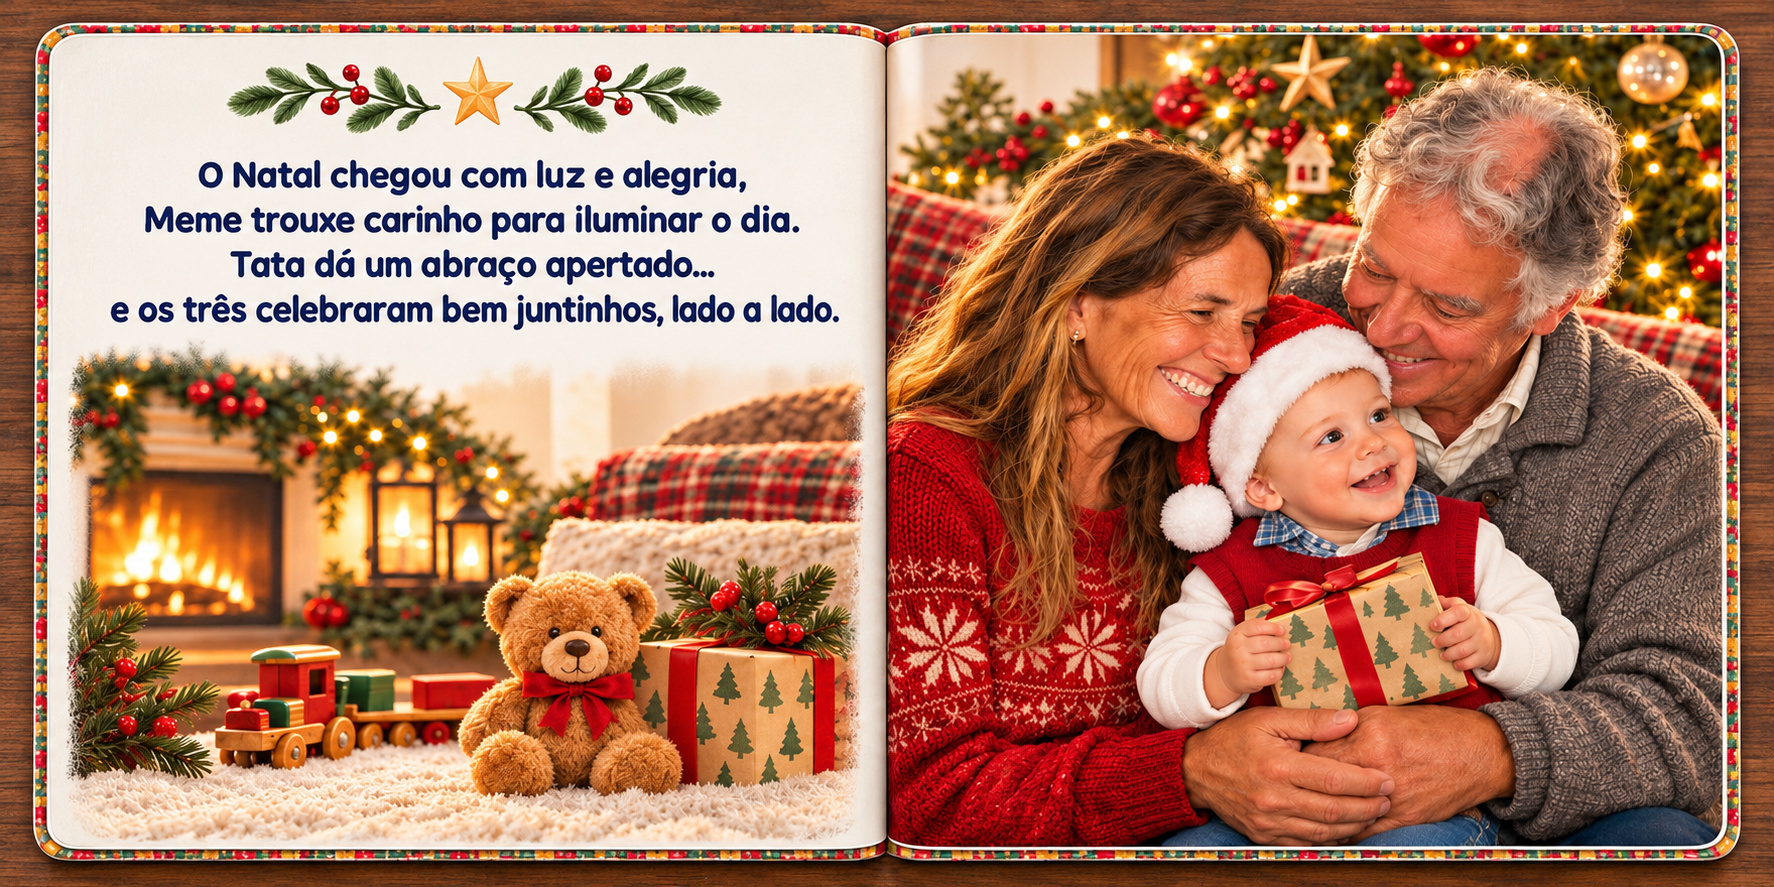 O Natal chegou com luz e alegria,
Meme trouxe carinho para iluminar o dia.
Tata dá um abraço apertado...
e os três celebraram bem juntinhos, lado a lado.